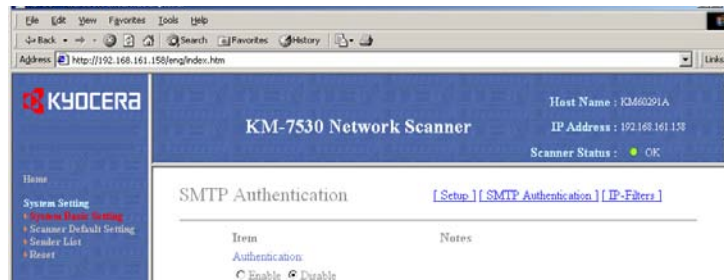 File Edit View Favorites Tools Help
Back Search Favorites History
Address http://192.168.161.158/eng/index.htm Links
KYOCERA
KM-7530 Network Scanner
Host Name : KM60291A
IP Address : 192.168.161.158
Scanner Status : OK
Home
System Setting
System Basic Setting
Scanner Default Setting
Sender List
Reset
SMTP Authentication
[ Setup ] [ SMTP Authentication ] [ IP-Filters ]
Item Notes
Authentication:
Enable Disable